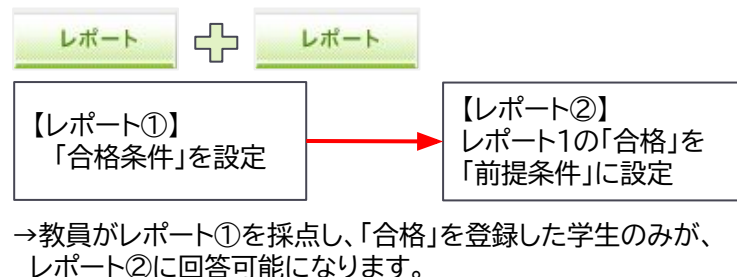 レポート
レポート
【レポート①】
「合格条件」を設定
【レポート②】
レポート1の「合格」を
「前提条件」に設定
→教員がレポート①を採点し、「合格」を登録した学生のみが、
レポート②に回答可能になります。